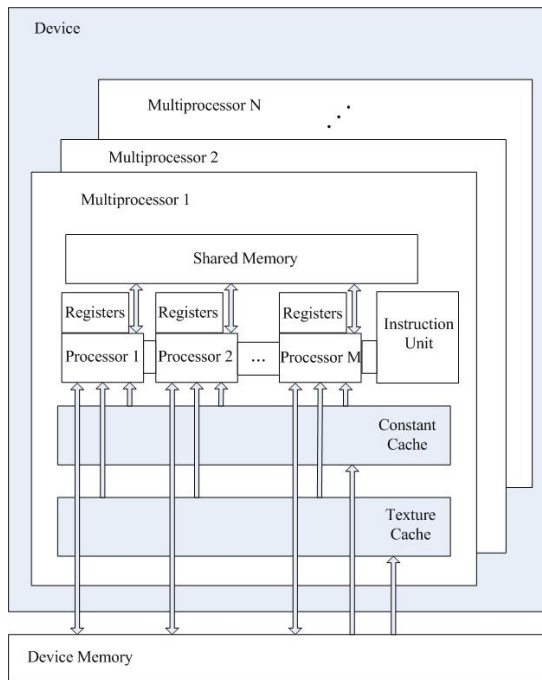 Device
Multiprocessor N
Multiprocessor 2
Multiprocessor 1
Shared Memory
Registers
Registers
Registers
Instruction
Unit
Processor 1
Processor 2
...
Processor M
Constant
Cache
Texture
Cache
Device Memory